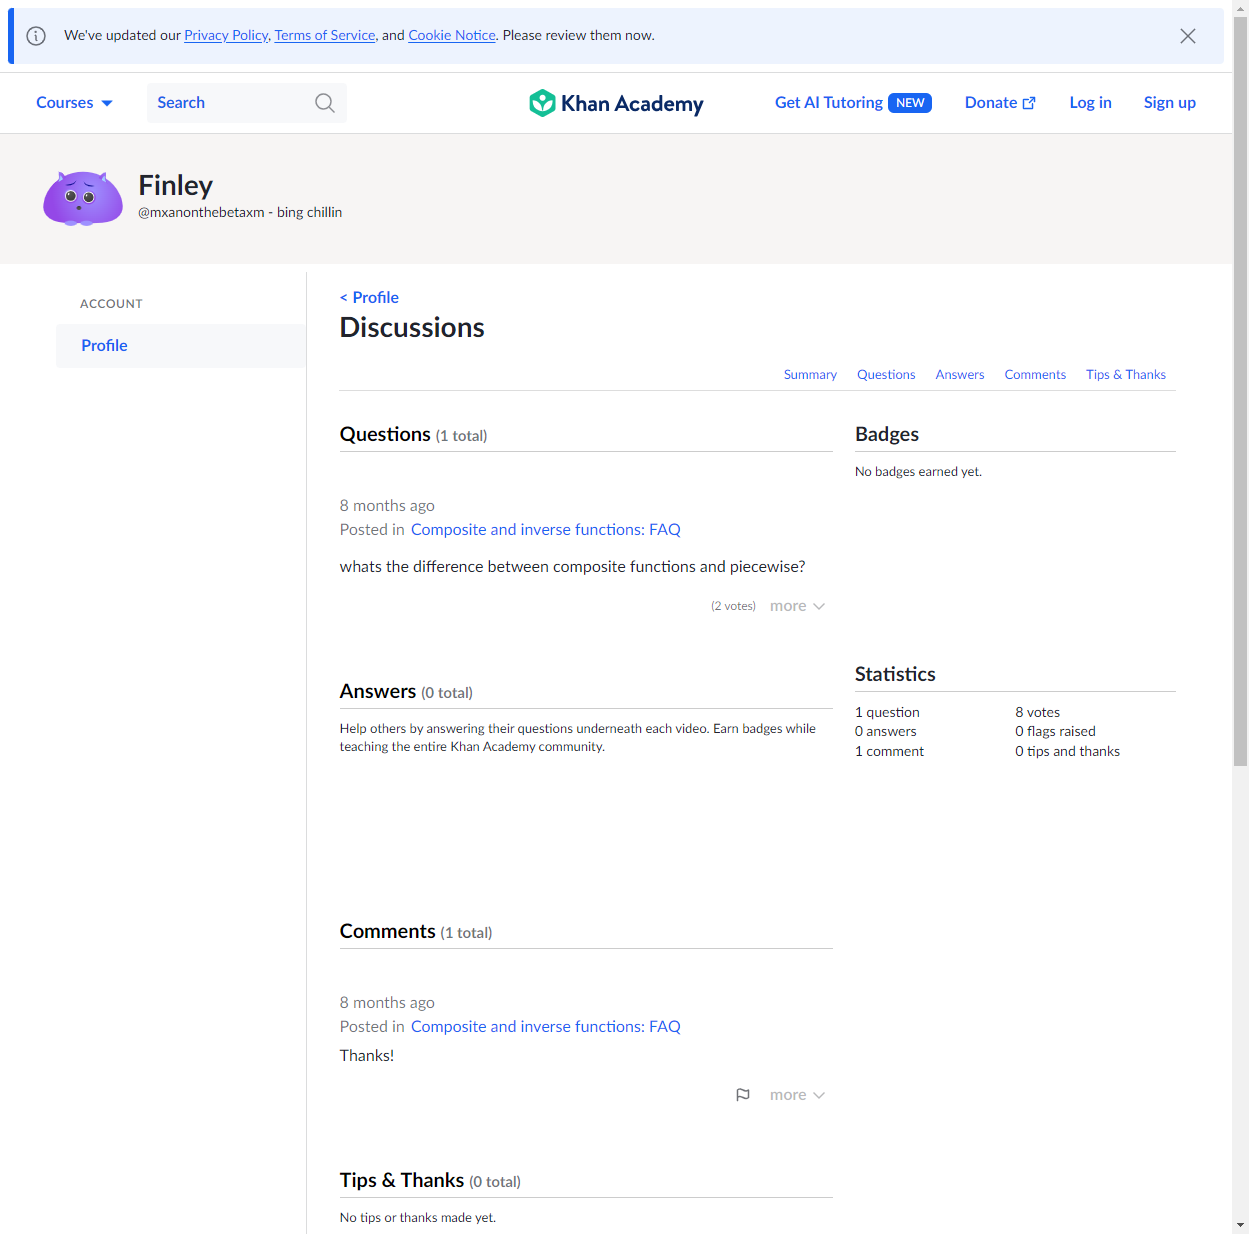 We've updated our Privacy Policy, Terms of Service, and Cookie Notice. Please review them now.
Courses
Search
Khan Academy
Get AI Tutoring NEW
Donate
Log in
Sign up
Finley
@mxanonthebetaxm - bing chillin
ACCOUNT
Profile
< Profile
Discussions
Summary
Questions
Answers
Comments
Tips & Thanks
Questions (1 total)
8 months ago
Posted in Composite and inverse functions: FAQ
whats the difference between composite functions and piecewise?
(2 votes) more
Badges
No badges earned yet.
Answers (0 total)
Help others by answering their questions underneath each video. Earn badges while
teaching the entire Khan Academy community.
Statistics
1 question 8 votes
0 answers 0 flags raised
1 comment 0 tips and thanks
Comments (1 total)
8 months ago
Posted in Composite and inverse functions: FAQ
Thanks!
more
Tips & Thanks (0 total)
No tips or thanks made yet.